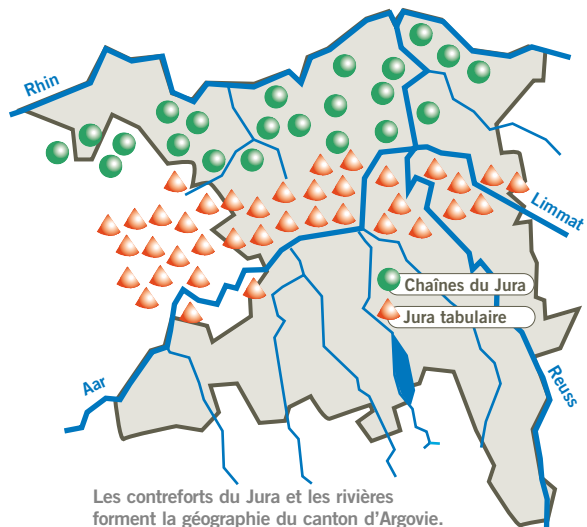 Rhin
Limmat
Chaînes du Jura
Jura tabulaire
Aar
Reuss
Les contreforts du Jura et les rivières
forment la géographie du canton d'Argovie.